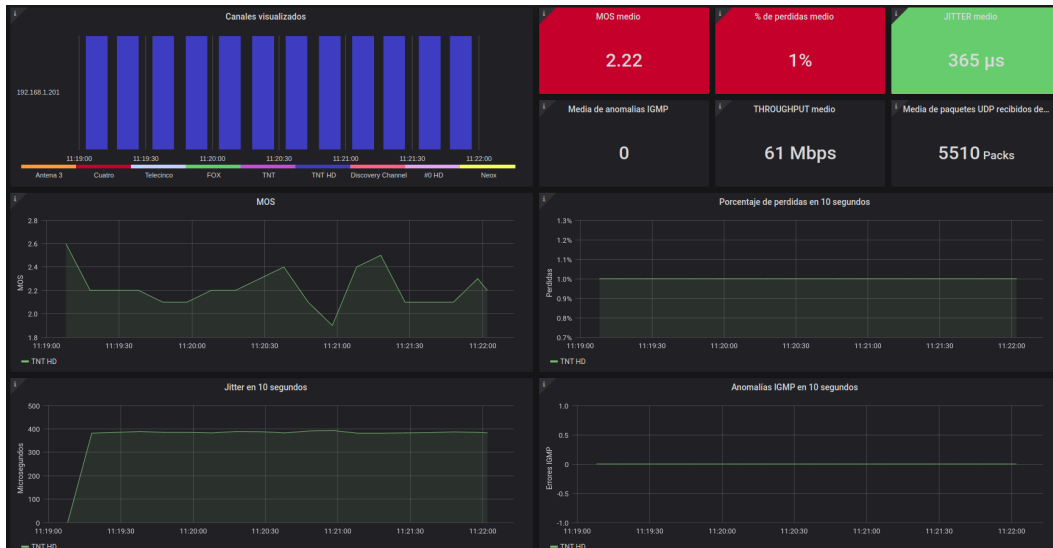 Canales visualizados
192.168.1.201
11:19:00 11:19:30 11:20:00 11:20:30 11:21:00 11:21:30 11:22:00
Antena 3 Cuatro Telecinco FOX TNT TNT HD Discovery Channel #0 HD Neox
MOS medio
2.22
% de perdidas medio
1%
JITTER medio
365 µs
Media de anomalias IGMP
0
THROUGHPUT medio
61 Mbps
Media de paquetes UDP recibidos de...
5510 Packs
MOS
2.8
2.6
2.4
2.2
2.0
1.8
MOS
11:19:00 11:19:30 11:20:00 11:20:30 11:21:00 11:21:30 11:22:00
TNT HD
Porcentaje de perdidas en 10 segundos
1.3%
1.2%
1.1%
1.0%
0.9%
0.8%
0.7%
Perdidas
11:19:00 11:19:30 11:20:00 11:20:30 11:21:00 11:21:30 11:22:00
TNT HD
Jitter en 10 segundos
500
400
300
200
100
0
Microsegundos
11:19:00 11:19:30 11:20:00 11:20:30 11:21:00 11:21:30 11:22:00
TNT HD
Anomalías IGMP en 10 segundos
1.0
0.5
0
-0.5
-1.0
Errores IGMP
11:19:00 11:19:30 11:20:00 11:20:30 11:21:00 11:21:30 11:22:00
TNT HD